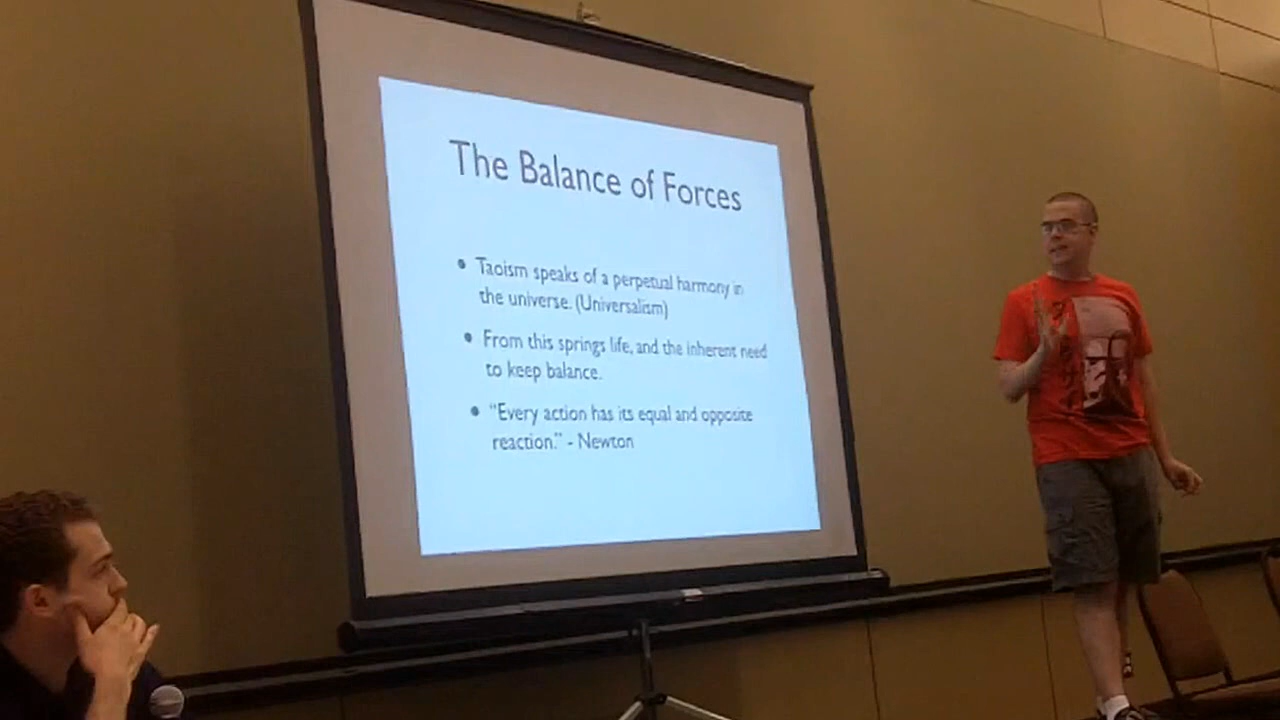 The Balance of Forces
• Taoism speaks of a perpetual harmony in
the universe. (Universalism)
• From this springs life, and the inherent need
to keep balance.
• "Every action has its equal and opposite
reaction." - Newton